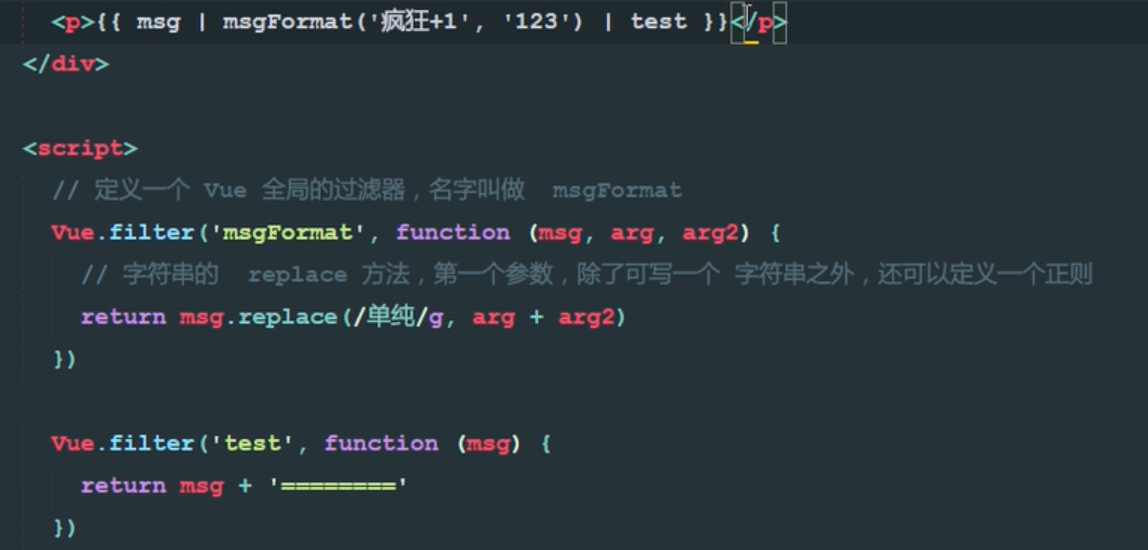 <p>{{ msg | msgFormat('疯狂+1', '123') | test }}</p>
</div>
<script>
// 定义一个 Vue 全局的过滤器，名字叫做  msgFormat
Vue.filter('msgFormat', function (msg, arg, arg2) {
// 字符串的  replace 方法，第一个参数，除了可写一个 字符串之外，还可以定义一个正则
return msg.replace(/单纯/g, arg + arg2)
})
Vue.filter('test', function (msg) {
return msg + '========'
})